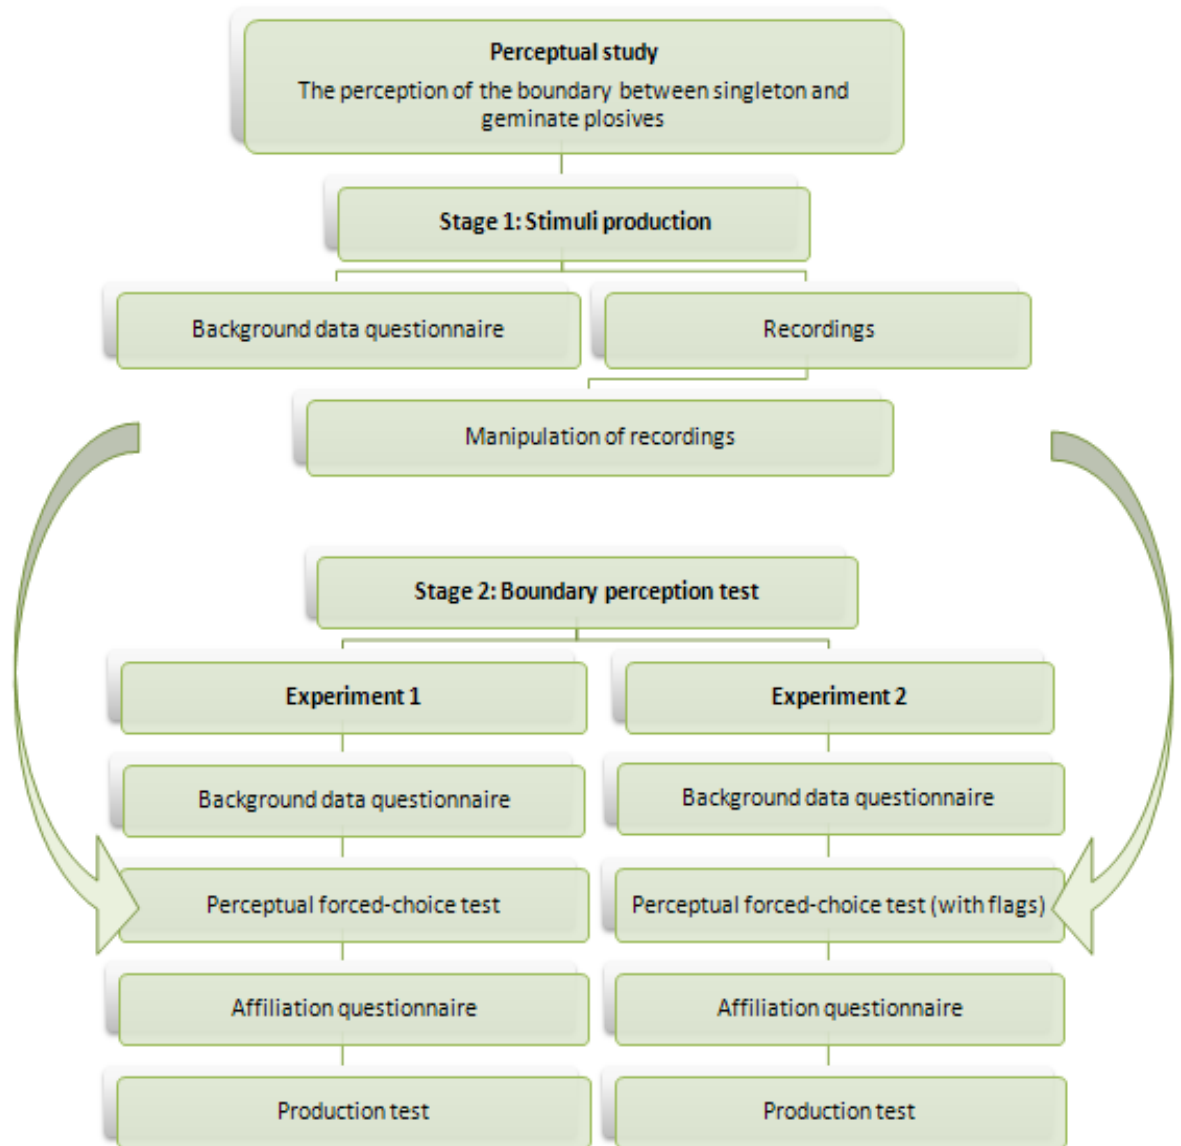 Perceptual study
The perception of the boundary between singleton and
geminate plosives
Stage 1: Stimuli production
Background data questionnaire
Recordings
Manipulation of recordings
Stage 2: Boundary perception test
Experiment 1
Experiment 2
Background data questionnaire
Background data questionnaire
Perceptual forced-choice test
Perceptual forced-choice test (with flags)
Affiliation questionnaire
Affiliation questionnaire
Production test
Production test